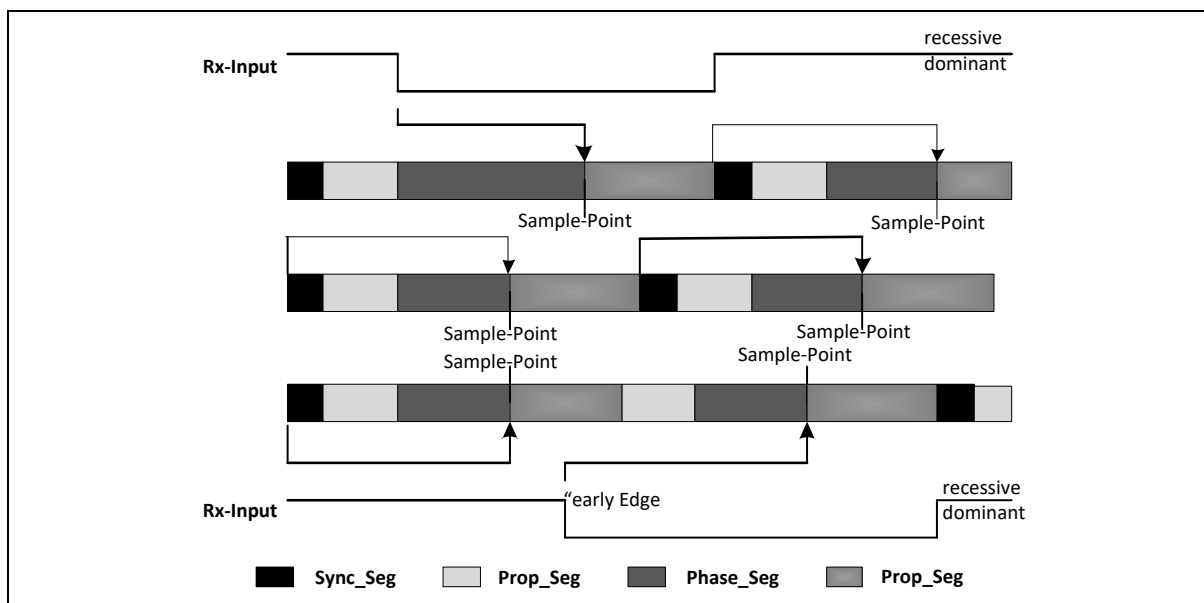 recessive
Rx-Input
dominant
Sample-Point
Sample-Point
Sample-Point
Sample-Point
Sample-Point
Sample-Point
“early Edge
recessive
Rx-Input
dominant
Sync_Seg
Prop_Seg
Phase_Seg
Prop_Seg